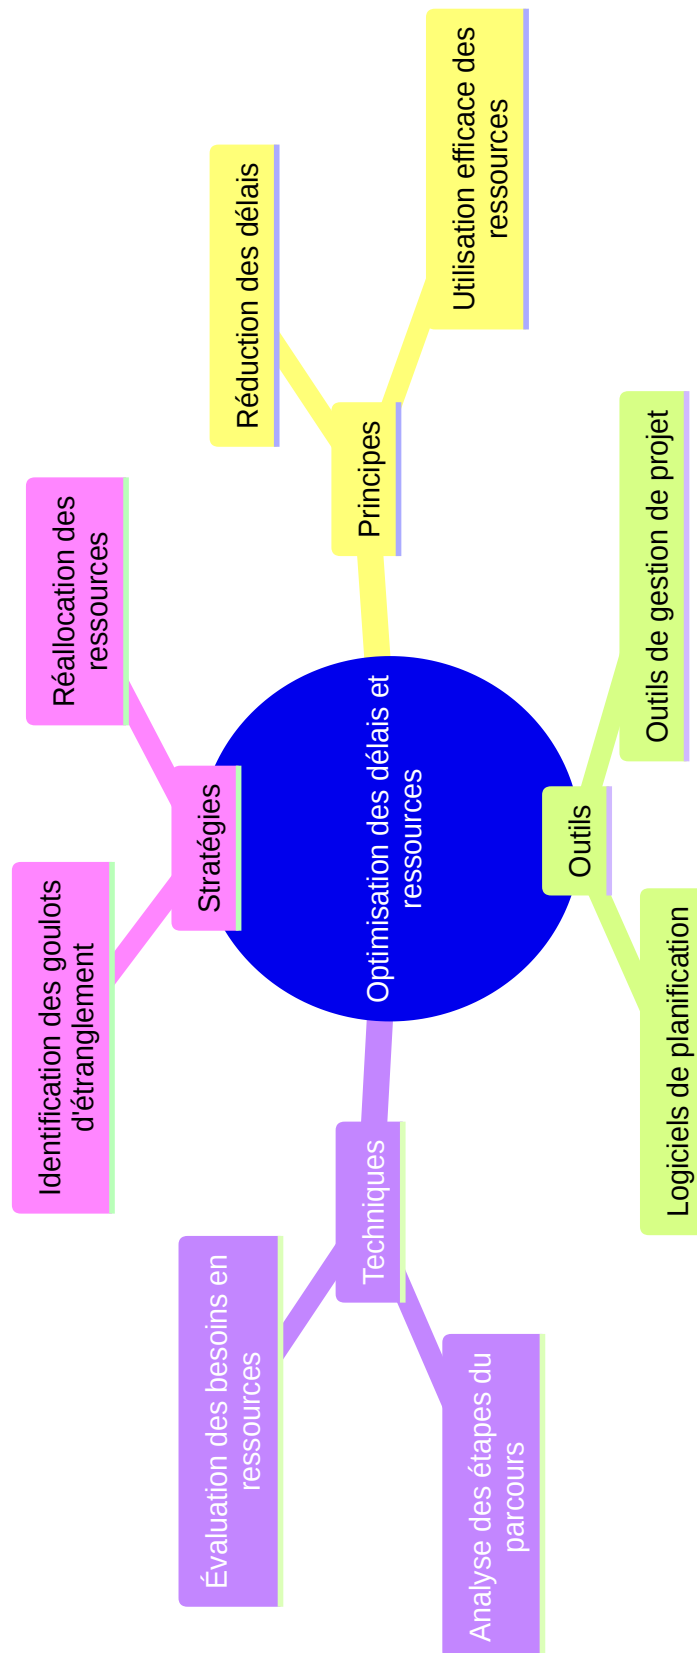 Optimisation des délais et
ressources
Principes
Réduction des délais
Utilisation efficace des
ressources
Outils
Outils de gestion de projet
Logiciels de planification
Techniques
Évaluation des besoins en
ressources
Analyse des étapes du
parcours
Stratégies
Identification des goulots
d'étranglement
Réallocation des
ressources